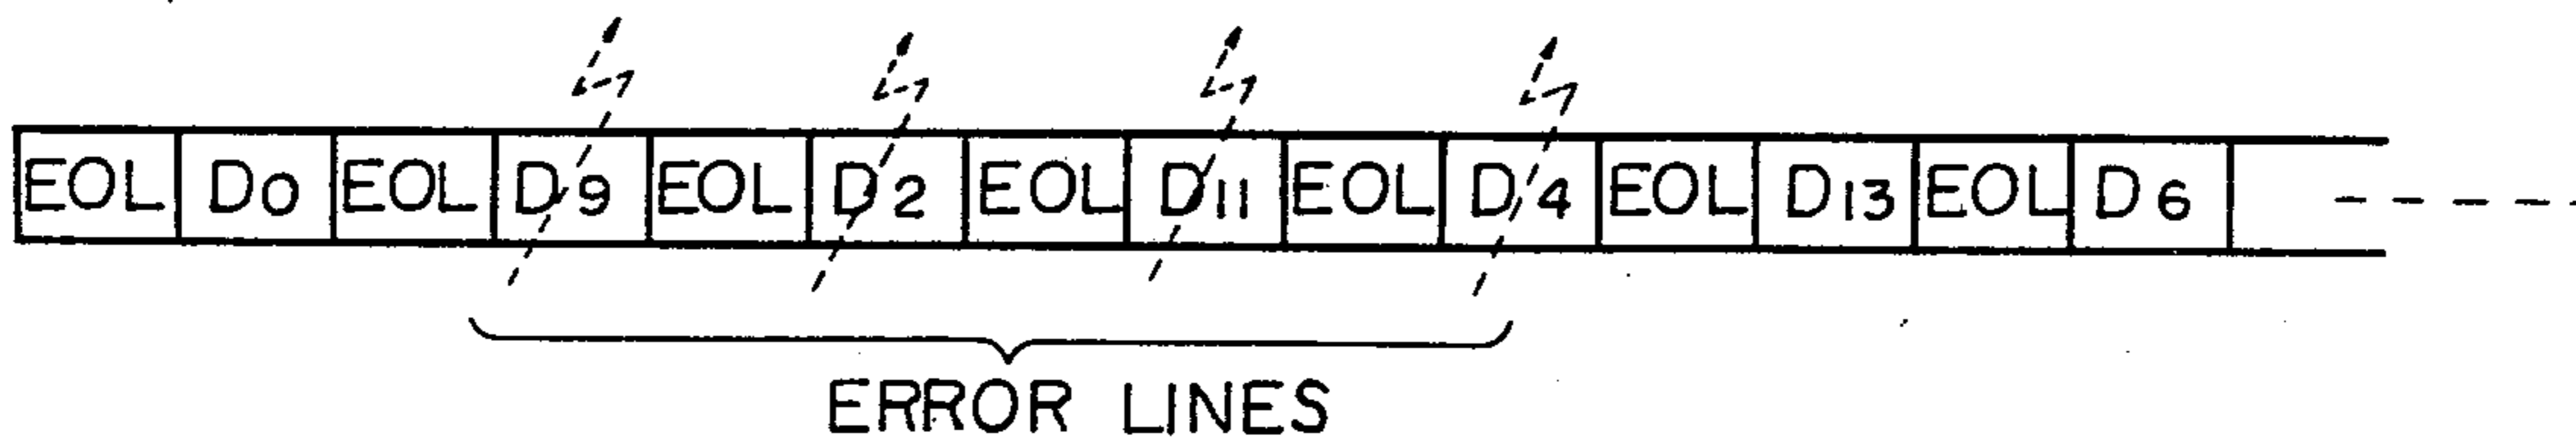 EOL D0 EOL D9 EOL D2 EOL D11 EOL D4 EOL D13 EOL D6
ERROR LINES